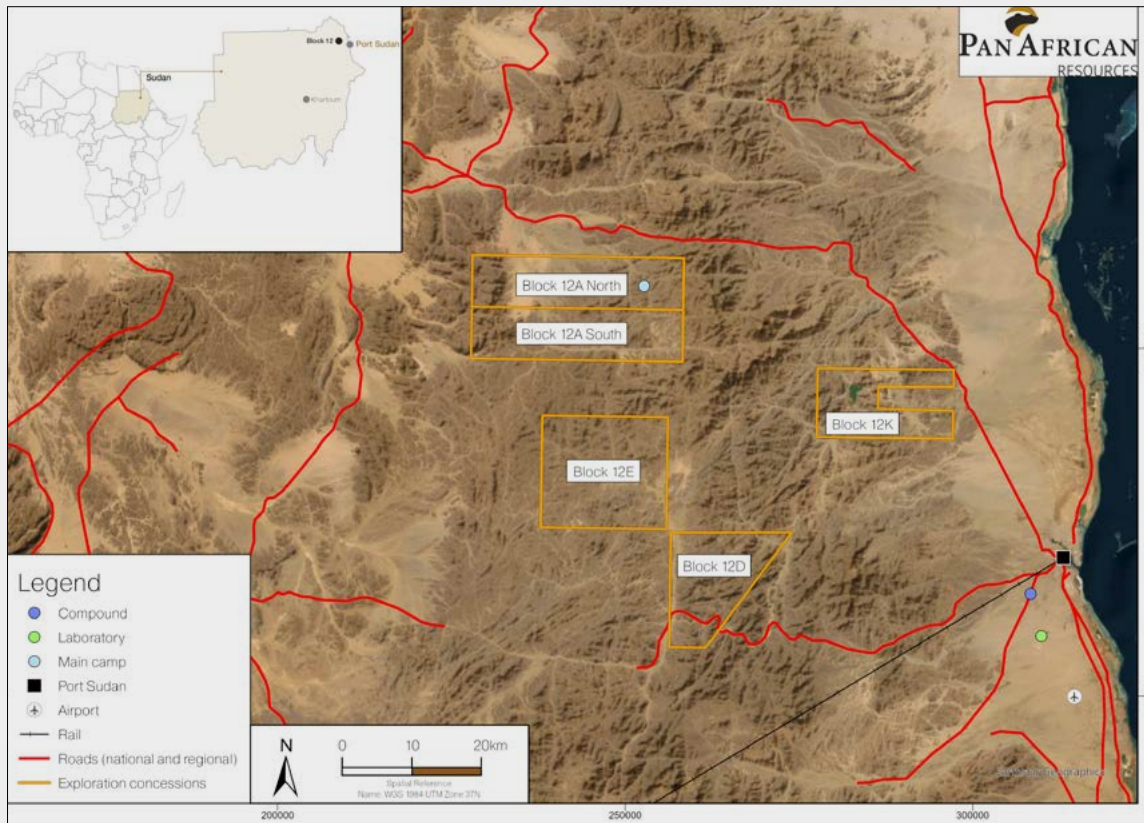 Block 12
Port Sudan
Sudan
Khartoum
PAN AFRICAN
RESOURCES
Block 12A North
Block 12A South
Block 12K
Block 12E
Block 12D
Legend
Compound
Laboratory
Main camp
Port Sudan
Airport
Rail
Roads (national and regional)
Exploration concessions
N
0 10 20km
Spatial Reference
Name: WGS 1984 UTM Zone 37N
200000 250000 300000